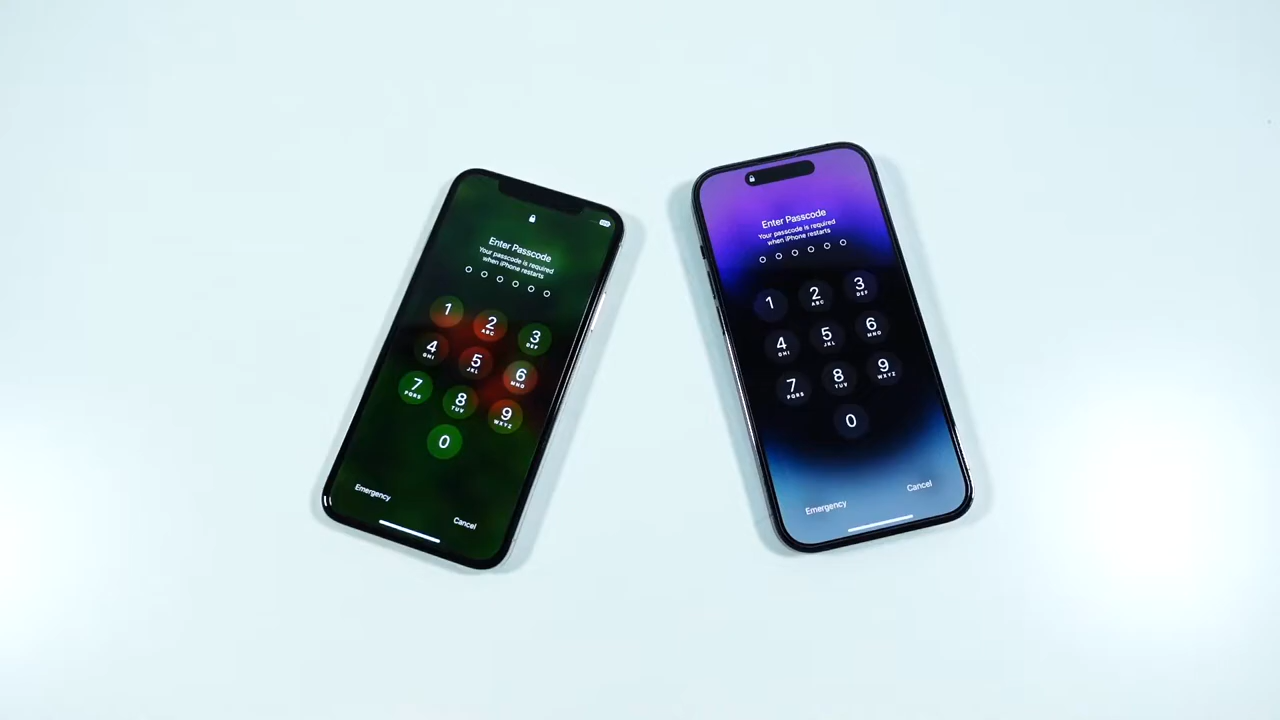 Enter Passcode
Your passcode is required
when iPhone restarts
1
2
ABC
3
DEF
4
GHI
5
JKL
6
MNO
7
PQRS
8
TUV
9
WXYZ
0
Emergency
Cancel
Enter Passcode
Your passcode is required
when iPhone restarts
1
2
ABC
3
DEF
4
GHI
5
JKL
6
MNO
7
PQRS
8
TUV
9
WXYZ
0
Emergency
Cancel